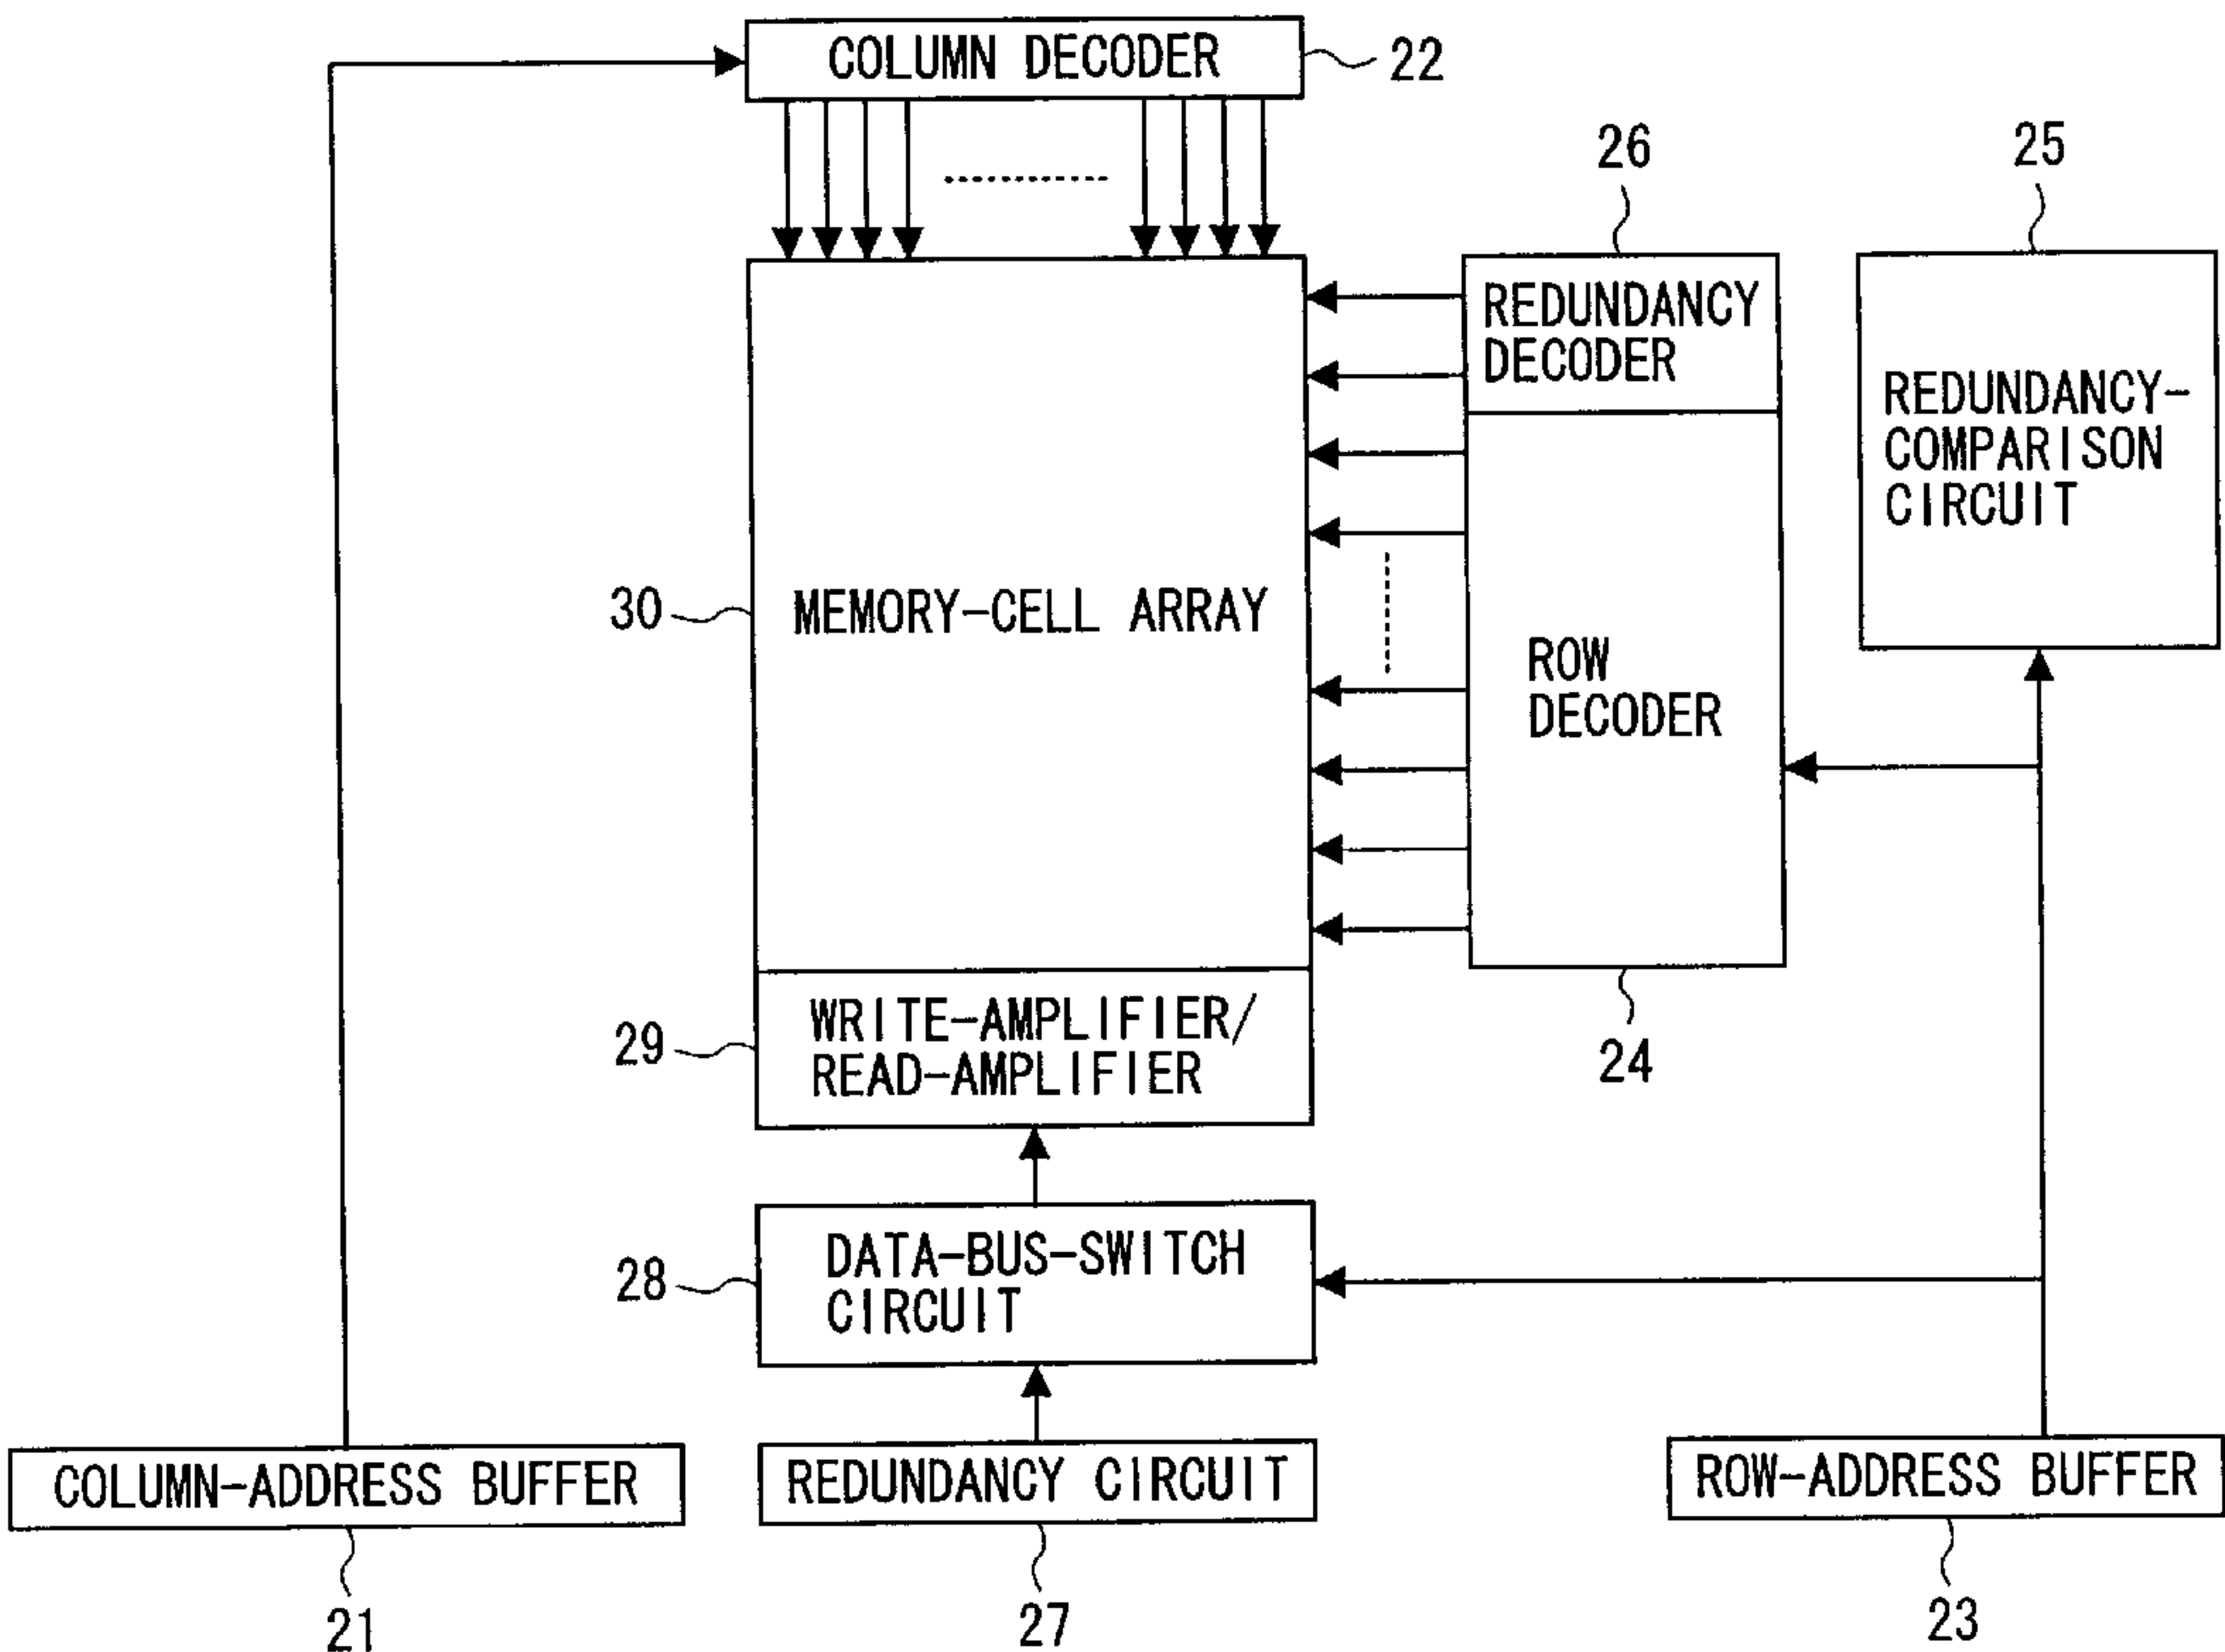 COLUMN DECODER
22
26
25
REDUNDANCY
DECODER
REDUNDANCY-
COMPARISON
CIRCUIT
30
MEMORY-CELL ARRAY
ROW
DECODER
29
WRITE-AMPLIFIER/
READ-AMPLIFIER
24
28
DATA-BUS-SWITCH
CIRCUIT
COLUMN-ADDRESS BUFFER
REDUNDANCY CIRCUIT
ROW-ADDRESS BUFFER
21
27
23